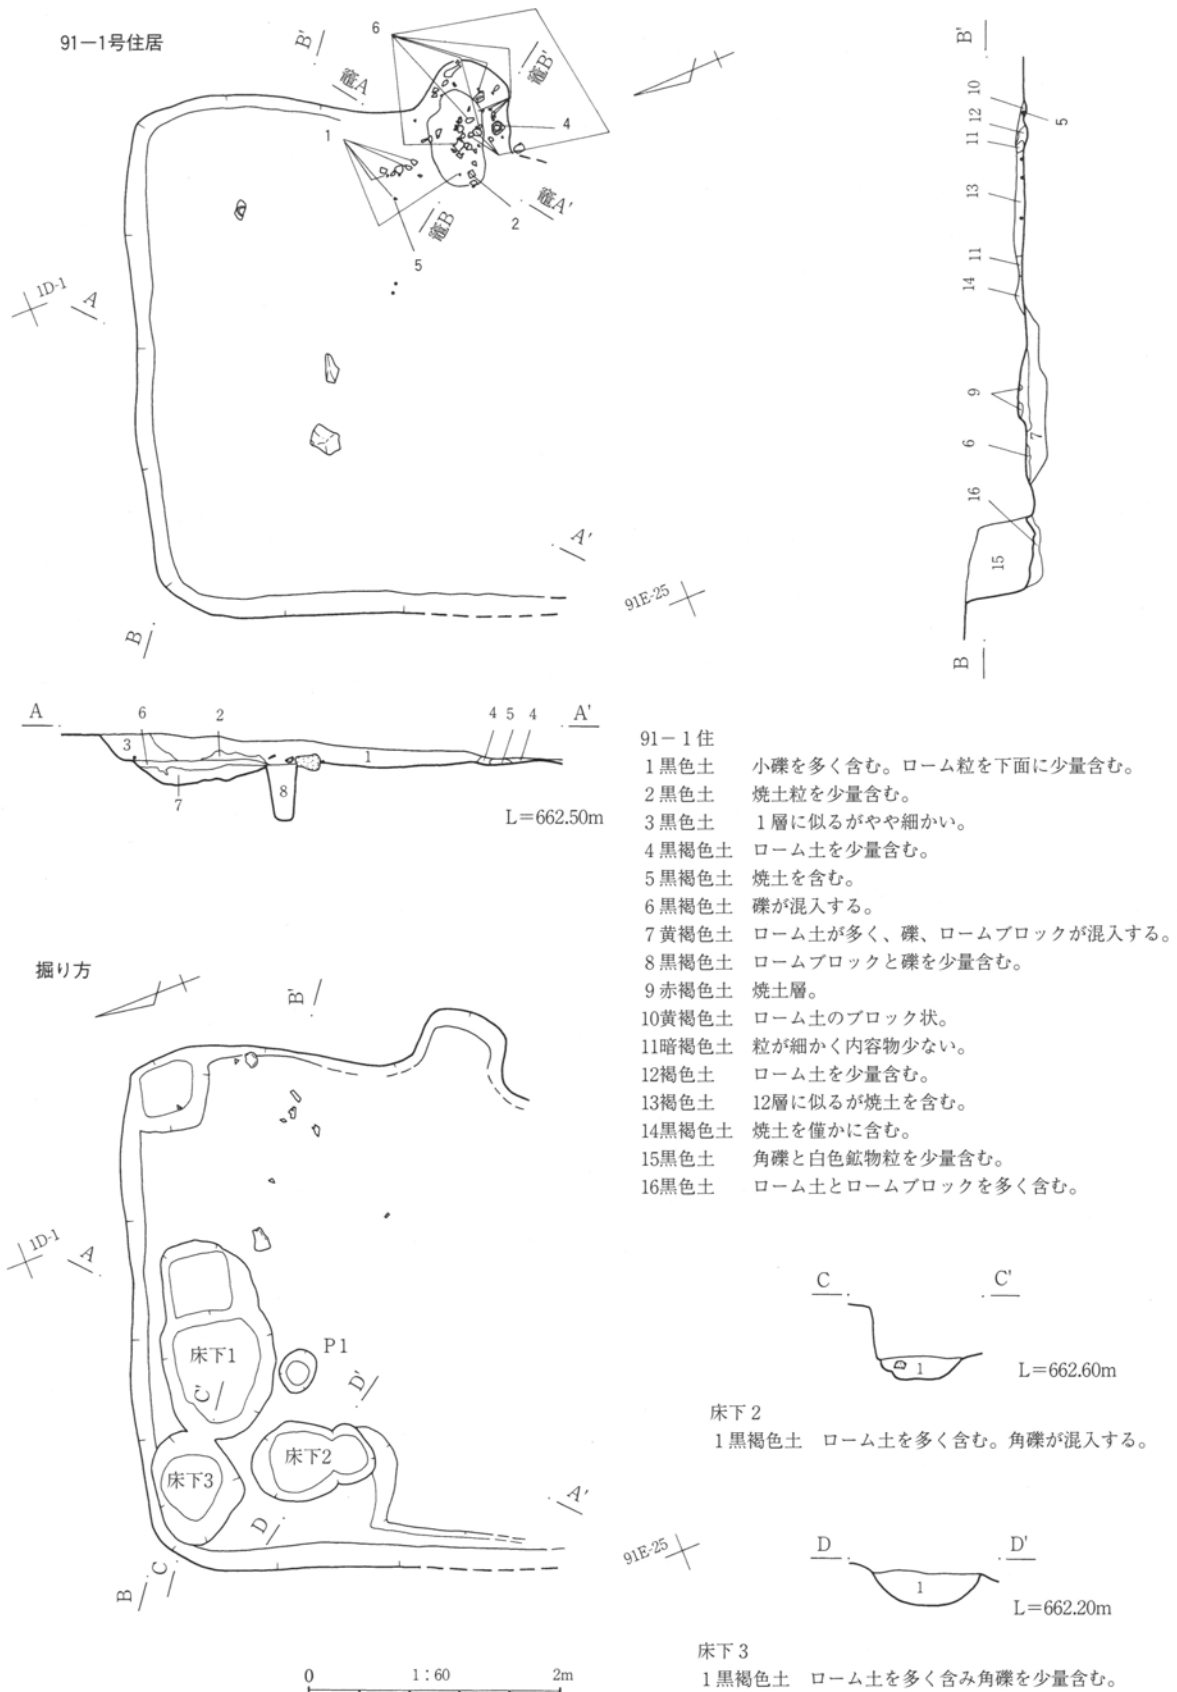 91-1号住居
B'
竈A
6
竈B'
4
1
竈B
竈A'
2
5
1D-1
A
A'
91E-25
B
B'
10
12
11
5
13
11
14
9
6
7
16
15
B
A
6
2
4 5 4
A'
3
1
7
8
L=662.50m
91-1住
1黒色土 小礫を多く含む。ローム粒を下面に少量含む。
2黒色土 焼土粒を少量含む。
3黒色土 1層に似るがやや細かい。
4黒褐色土 ローム土を少量含む。
5黒褐色土 焼土を含む。
6黒褐色土 礫が混入する。
7黄褐色土 ローム土が多く、礫、ロームブロックが混入する。
8黒褐色土 ロームブロックと礫を少量含む。
9赤褐色土 焼土層。
10黄褐色土 ローム土のブロック状。
11暗褐色土 粒が細かく内容物少ない。
12褐色土 ローム土を少量含む。
13褐色土 12層に似るが焼土を含む。
14黒褐色土 焼土を僅かに含む。
15黒色土 角礫と白色鉱物粒を少量含む。
16黒色土 ローム土とロームブロックを多く含む。
掘り方
B'
1D-1
A
床下1
C'
P1
D'
床下2
床下3
D
A'
B
C
91E-25
C
C'
1
L=662.60m
床下2
1黒褐色土 ローム土を多く含む。角礫が混入する。
D
D'
1
L=662.20m
床下3
1黒褐色土 ローム土を多く含み角礫を少量含む。
0 1:60 2m